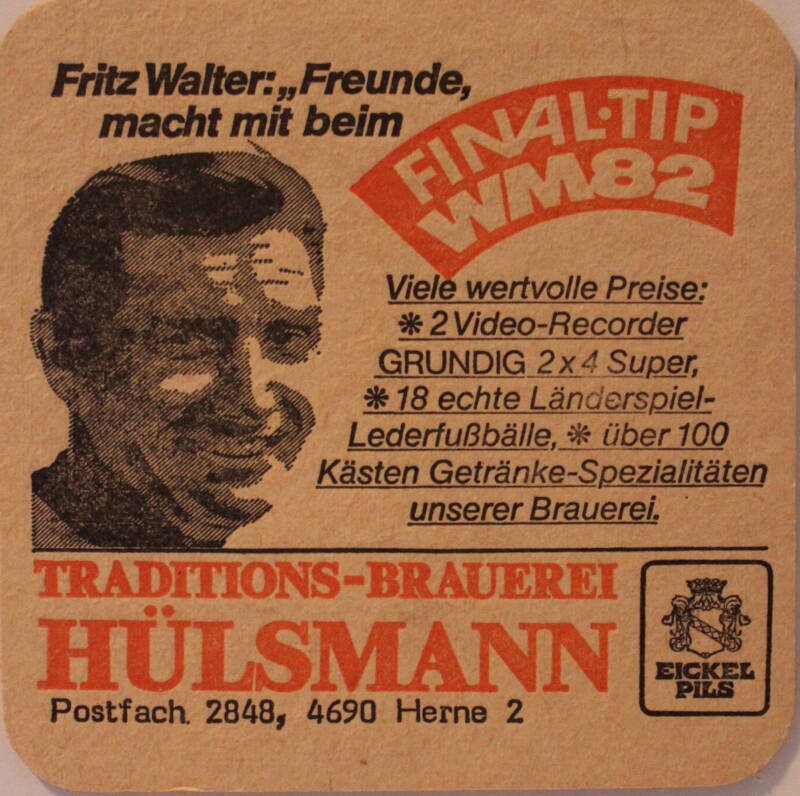 Fritz Walter: „Freunde,
macht mit beim
FINAL·TIP
WM82
Viele wertvolle Preise:
❋ 2 Video-Recorder
GRUNDIG 2x4 Super,
❋ 18 echte Länderspiel-
Lederfußbälle, ❋ über 100
Kästen Getränke-Spezialitäten
unserer Brauerei.
TRADITIONS-BRAUEREI
HÜLSMANN
Postfach 2848, 4690 Herne 2
EICKEL
PILS